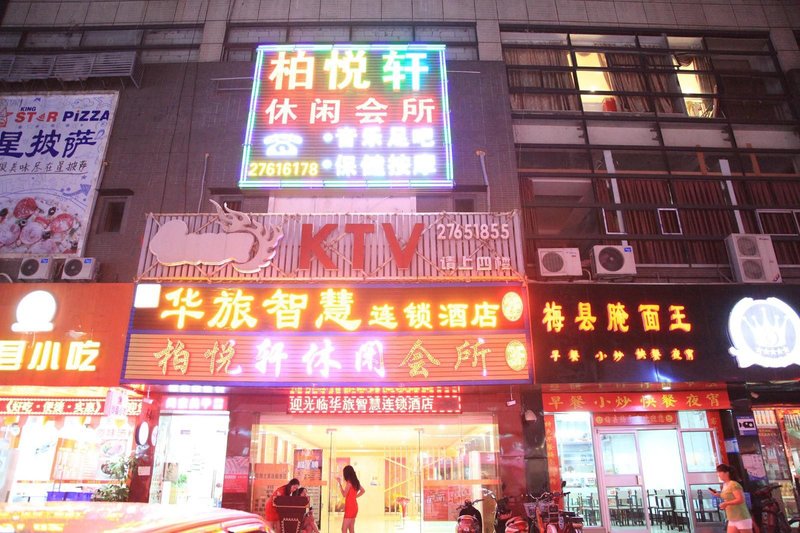 柏悦轩
休闲会所
·音乐足吧
27616178 ·保健按摩
KING
STAR PiZZA
星披萨
KTV
27651855
请上四楼
华旅智慧连锁酒店
柏悦轩休闲会所
欢迎光临华旅智慧连锁酒店
县小吃
梅县腌面王
早餐 小炒 快餐 夜宵
早餐小炒快餐夜宵